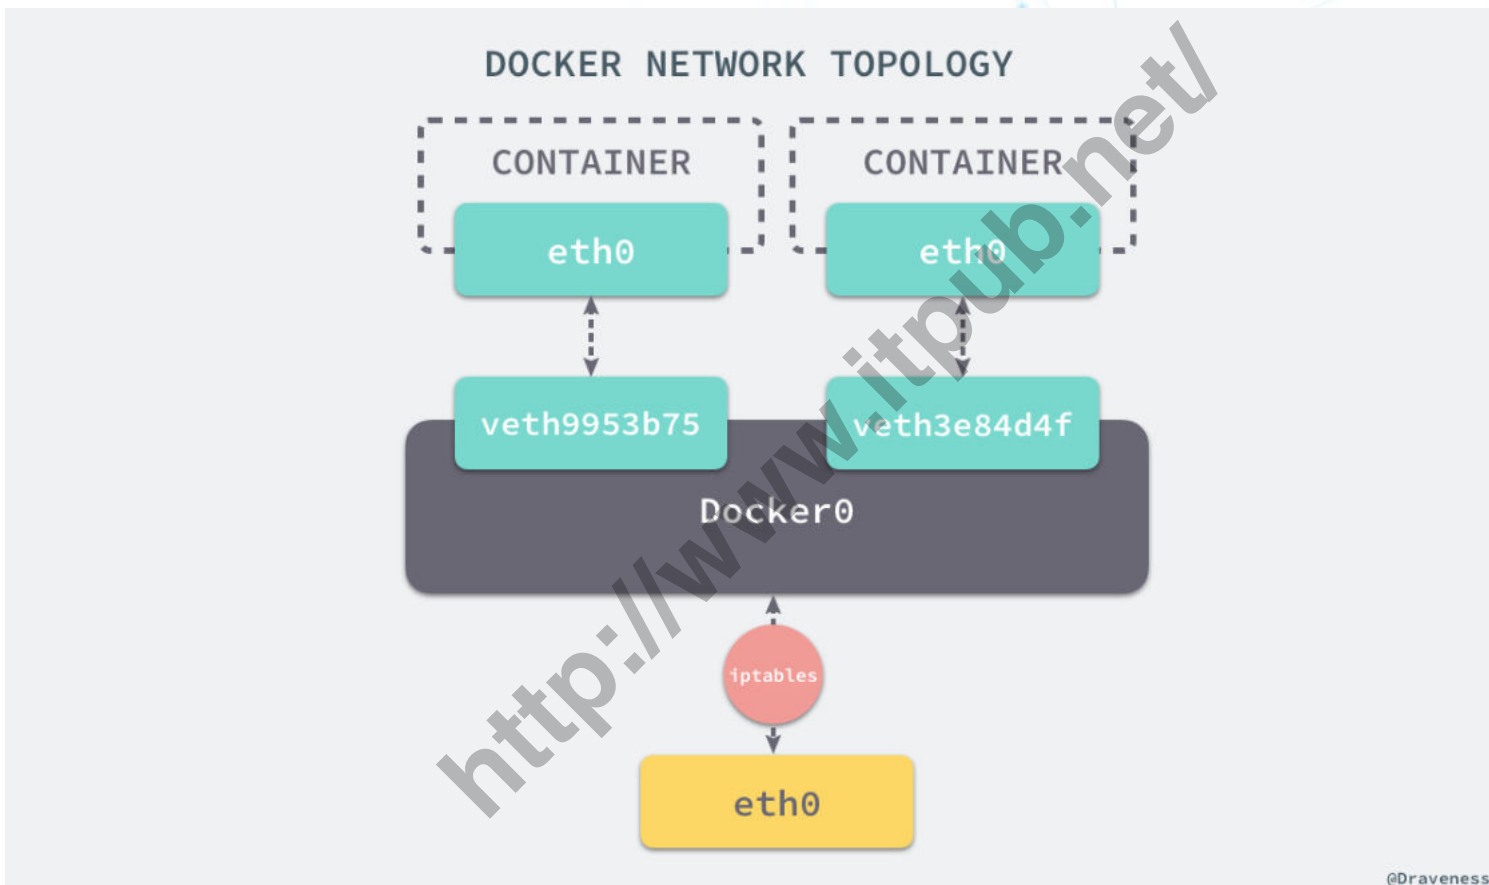 DOCKER NETWORK TOPOLOGY
CONTAINER
CONTAINER
eth0
eth0
veth9953b75
veth3e84d4f
Docker0
iptables
eth0
http://www.itpub.net/
@Draveness